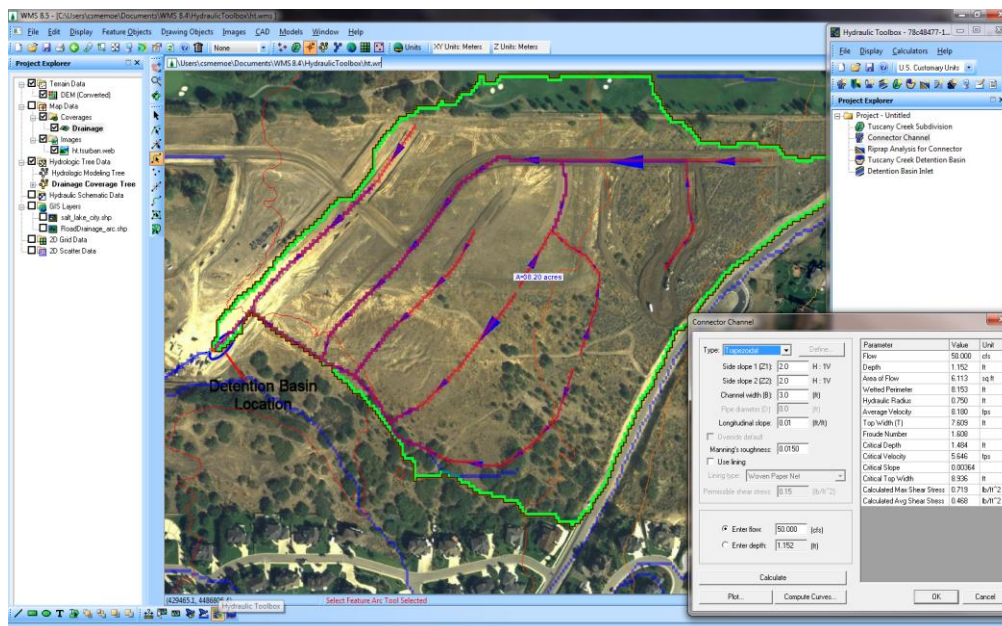 WMS 8.5 - [C:\Users\csmemoe\Documents\WMS 8.4\HydraulicToolbox\ht.wms]
File Edit Display Feature Objects Drawing Objects Images CAD Models Window Help
None Units XY Units: Meters Z Units: Meters
Project Explorer
\Users\csmemoe\Documents\WMS 8.4\HydraulicToolbox\ht.wr
Terrain Data
DEM (Converted)
Map Data
Coverages
Drainage
Images
ht.tsurban.web
Hydrologic Tree Data
Hydrologic Modeling Tree
Drainage Coverage Tree
Hydraulic Schematic Data
GIS Layers
salt_lake_city.shp
RoadDrainage_arc.shp
2D Grid Data
2D Scatter Data
Detention Basin
Location
Select Feature Arc Tool Selected
Hydraulic Toolbox
Hydraulic Toolbox - 78c48477-1...
File Display Calculators Help
U.S. Customary Units
Project Explorer
Project - Untitled
Tuscany Creek Subdivision
Connector Channel
Riprap Analysis for Connector
Tuscany Creek Detention Basin
Detention Basin Inlet
Connector Channel
Type: Trapezoidal Define...
Side slope 1 (Z1): 2.0 H : 1V
Side slope 2 (Z2): 2.0 H : 1V
Channel width (B): 3.0 (ft)
Pipe diameter (D): 0.0 (ft)
Longitudinal slope: 0.01 (ft/ft)
Override default
Manning's roughness: 0.0150
Use lining
Lining type: Woven Paper Net
Permissible shear stress: 0.15 (lb/ft^2)
Enter flow: 50.000 (cfs)
Enter depth: 1.152 (ft)
Calculate
Plot... Compute Curves...
Parameter Value Unit
Flow 50.000 cfs
Depth 1.152 ft
Area of Flow 6.113 sq ft
Wetted Perimeter 8.153 ft
Hydraulic Radius 0.750 ft
Average Velocity 8.180 fps
Top Width (T) 7.609 ft
Froude Number 1.608
Critical Depth 1.484 ft
Critical Velocity 5.646 fps
Critical Slope 0.00364
Critical Top Width 8.936 ft
Calculated Max Shear Stress 0.719 lb/ft^2
Calculated Avg Shear Stress 0.468 lb/ft^2
OK Cancel